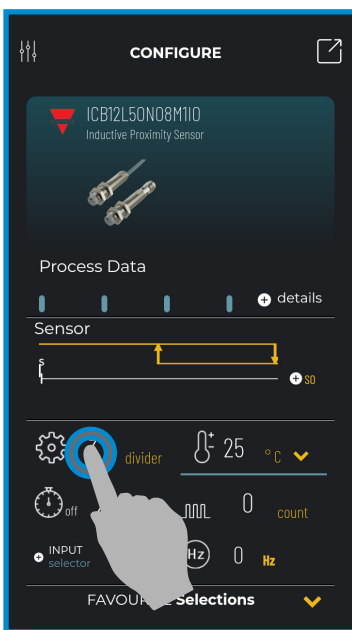 CONFIGURE
ICB12L50N08M1IO
Inductive Proximity Sensor
Process Data
details
Sensor
s
SO
divider
25 °C
off
0 count
INPUT
selector
Hz 0 Hz
Selections